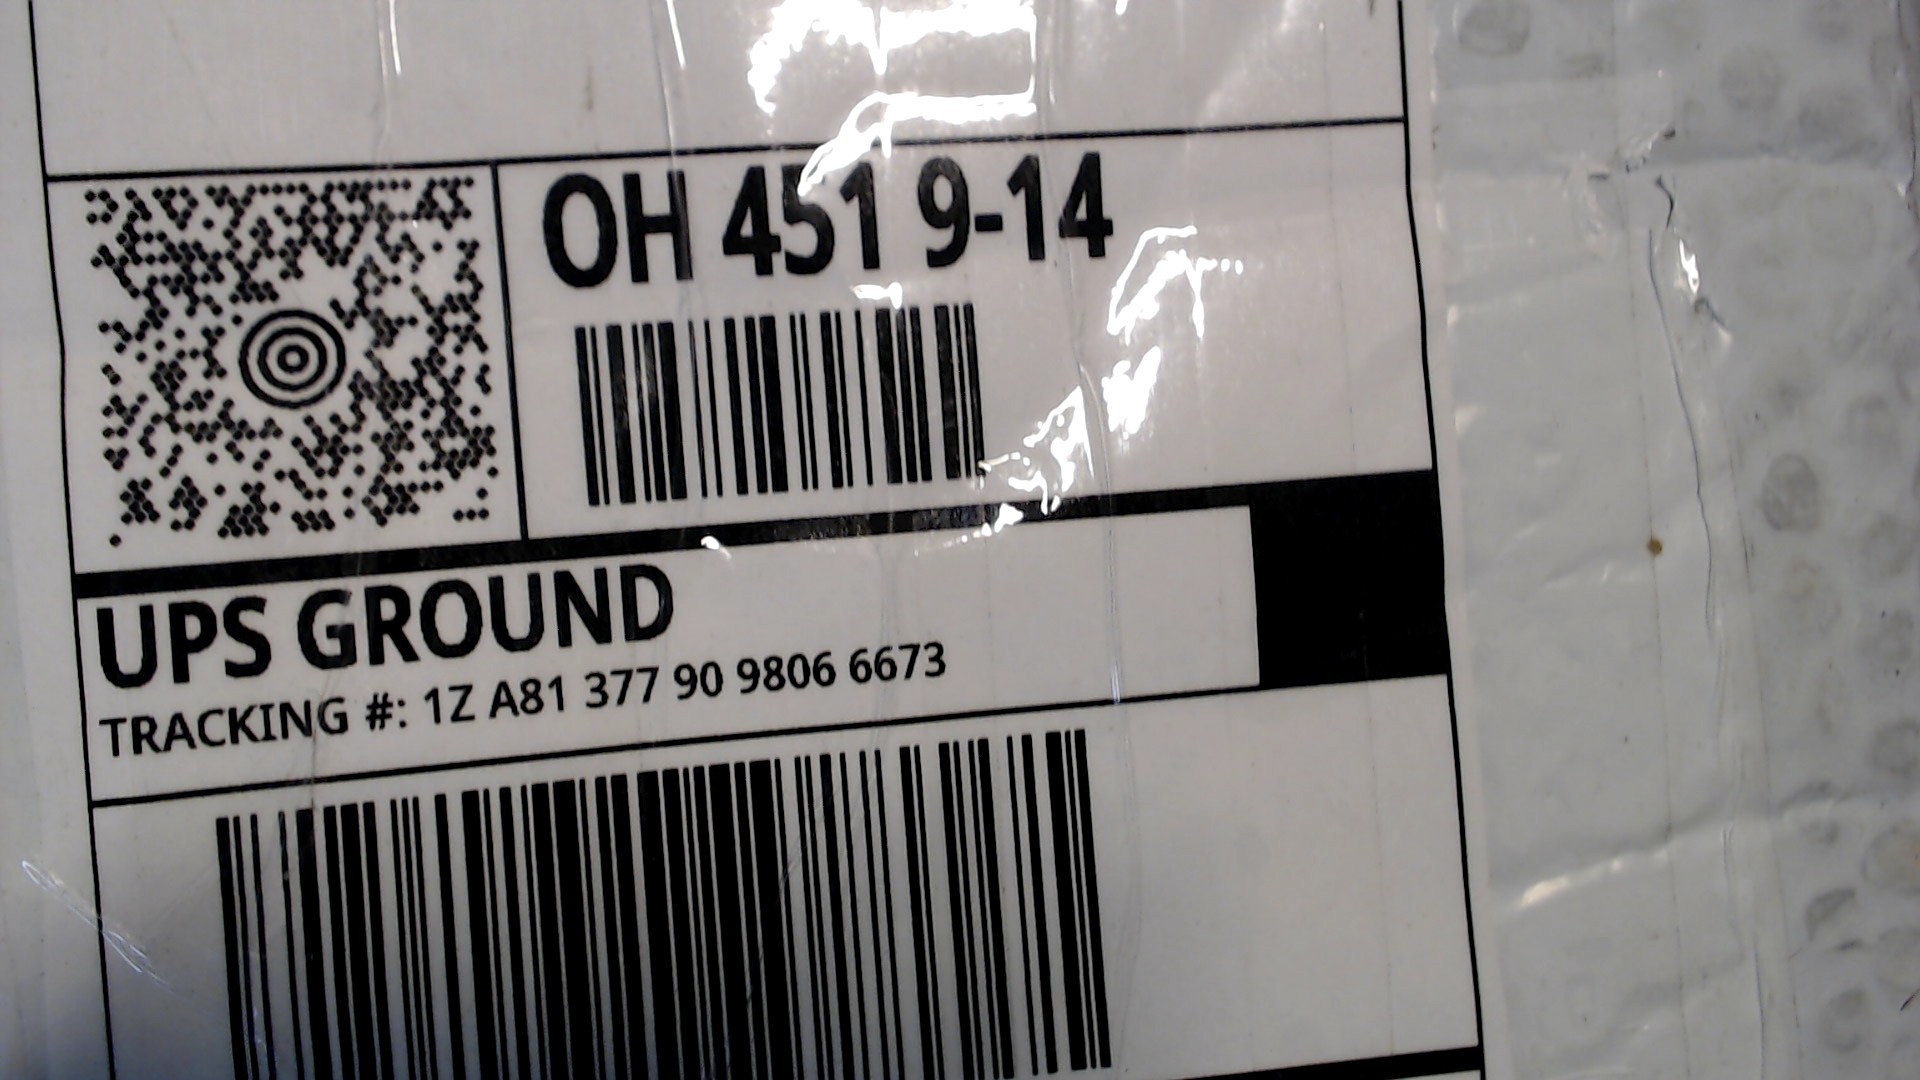 OH 451 9-14
UPS GROUND
TRACKING #: 1Z A81 377 90 9806 6673